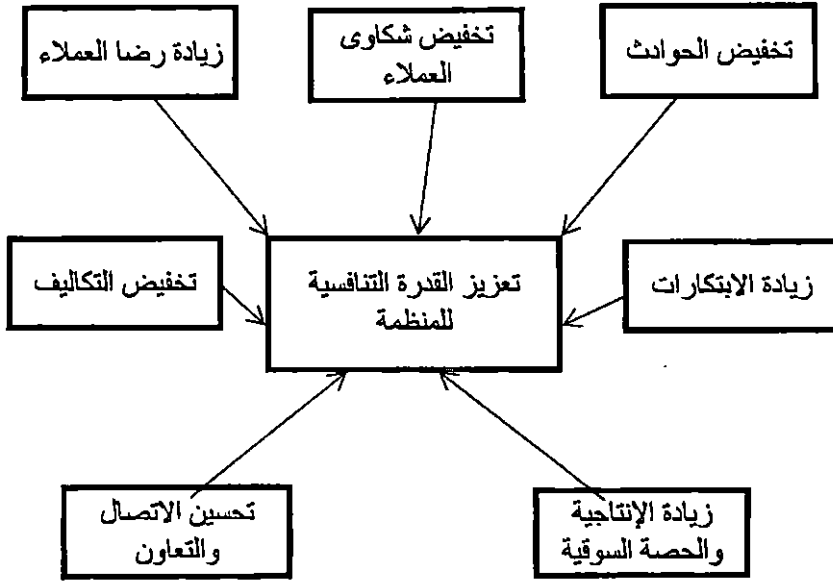 تخفيض الحوادث
تخفيض شكاوى
العملاء
زيادة رضا العملاء
زيادة الابتكارات
تعزيز القدرة التنافسية
للمنظمة
تخفيض التكاليف
زيادة الإنتاجية
والحصة السوقية
تحسين الاتصال
والتعاون